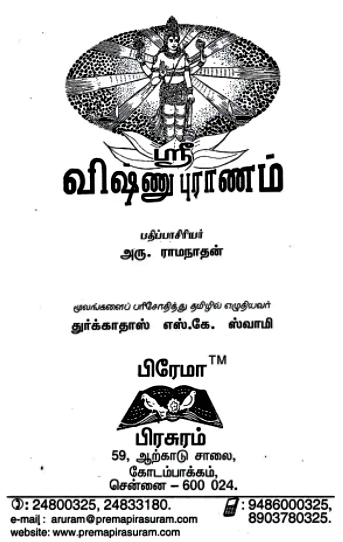 ஸ்ரீ
விஷ்ணு புராணம்
பதிப்பாசிரியர்
அரு. ராமநாதன்
மூலங்களைப் பரிசோதித்து தமிழில் எழுதியவர்
துர்க்காதாஸ் எஸ்.கே. ஸ்வாமி
பிரேமா TM
பிரசுரம்
59, ஆற்காடு சாலை,
கோடம்பாக்கம்,
சென்னை – 600 024.
: 24800325, 24833180. : 9486000325,
e-mail : aruram@premapirasuram.com 8903780325.
website: www.premapirasuram.com